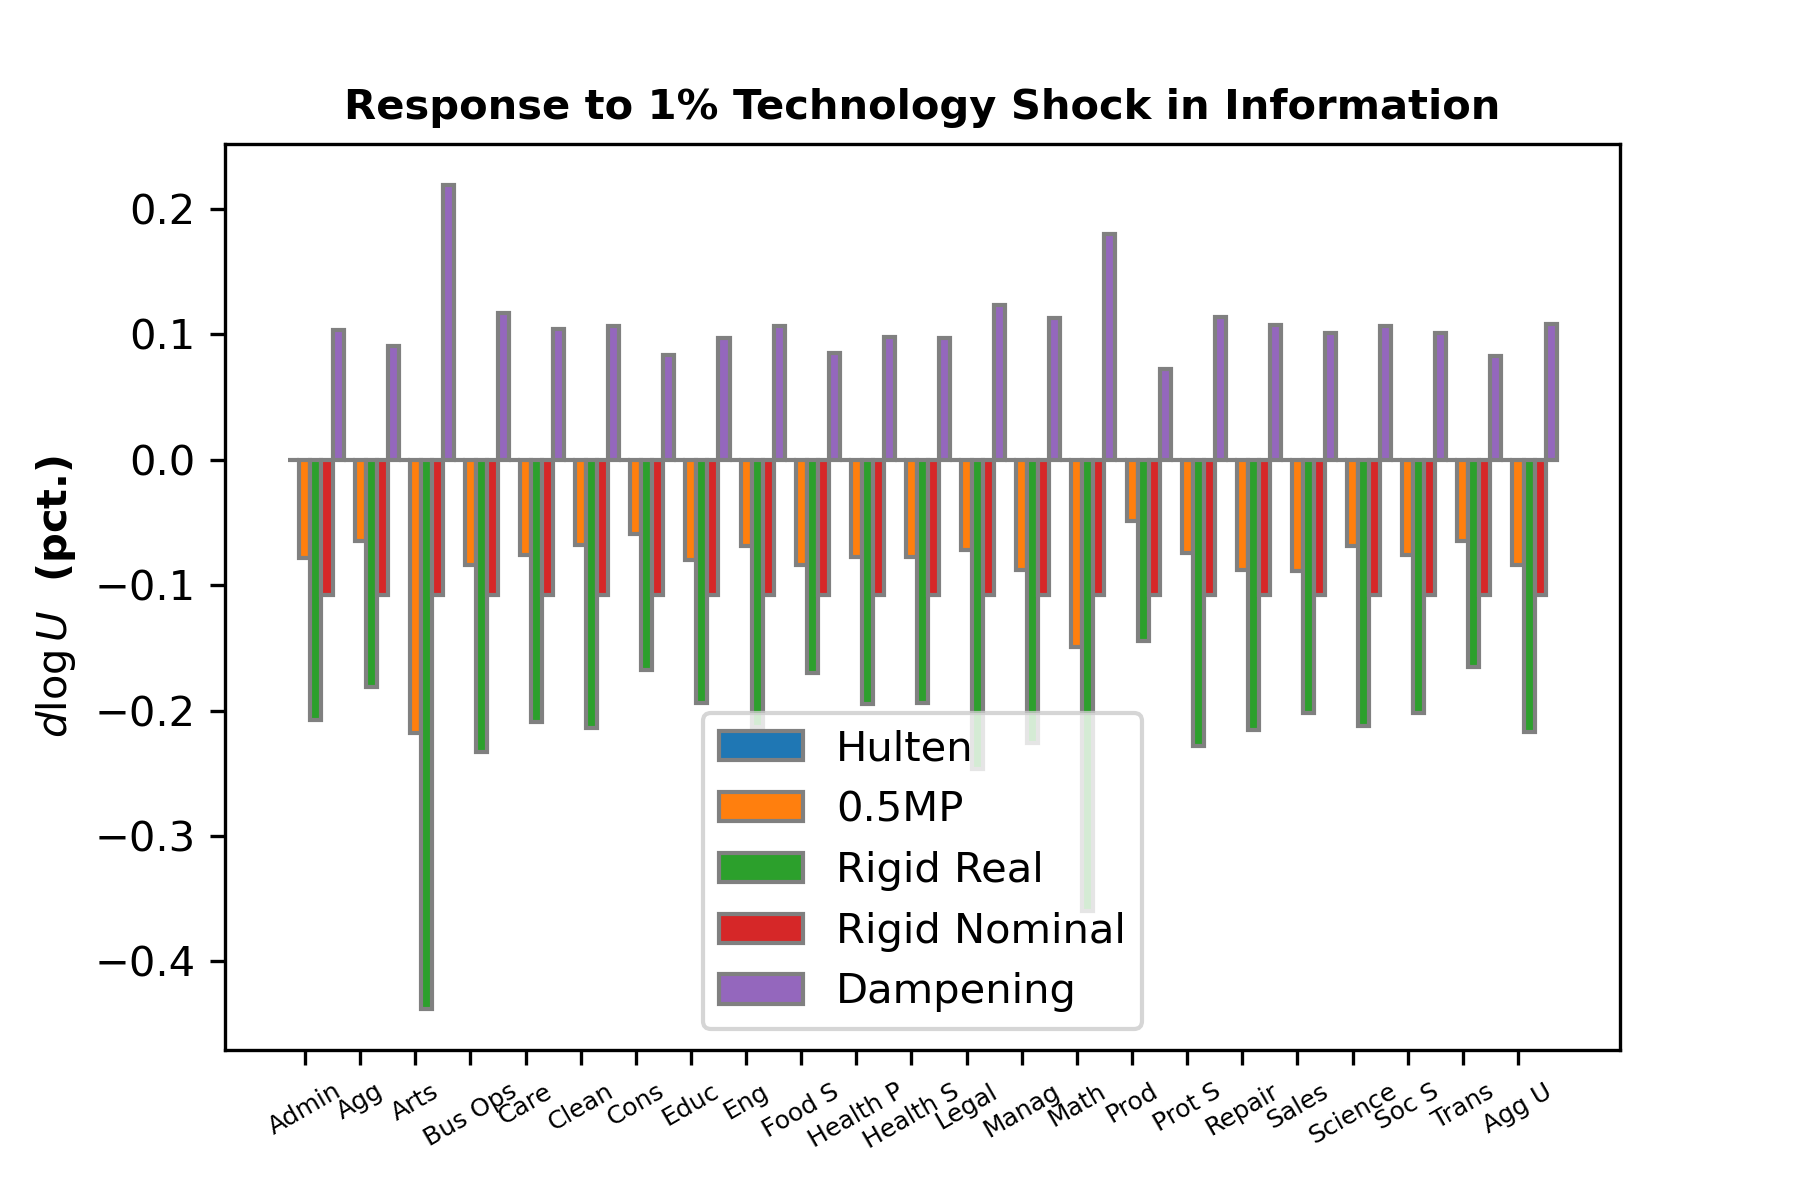 Response to 1% Technology Shock in Information
dlog U (pct.)
0.2
0.1
0.0
−0.1
−0.2
−0.3
−0.4
Hulten
0.5MP
Rigid Real
Rigid Nominal
Dampening
Admin
Agg
Arts
Bus Ops
Care
Clean
Cons
Educ
Eng
Food S
Health P
Health S
Legal
Manag
Math
Prod
Prot S
Repair
Sales
Science
Soc S
Trans
Agg U